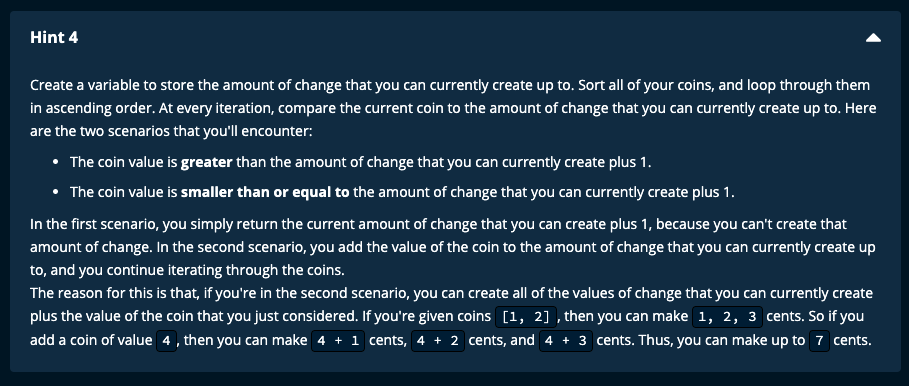 Hint 4
Create a variable to store the amount of change that you can currently create up to. Sort all of your coins, and loop through them
in ascending order. At every iteration, compare the current coin to the amount of change that you can currently create up to. Here
are the two scenarios that you'll encounter:
• The coin value is greater than the amount of change that you can currently create plus 1.
• The coin value is smaller than or equal to the amount of change that you can currently create plus 1.
In the first scenario, you simply return the current amount of change that you can create plus 1, because you can't create that
amount of change. In the second scenario, you add the value of the coin to the amount of change that you can currently create up
to, and you continue iterating through the coins.
The reason for this is that, if you're in the second scenario, you can create all of the values of change that you can currently create
plus the value of the coin that you just considered. If you're given coins [1, 2] , then you can make 1, 2, 3 cents. So if you
add a coin of value 4 , then you can make 4 + 1 cents, 4 + 2 cents, and 4 + 3 cents. Thus, you can make up to 7 cents.